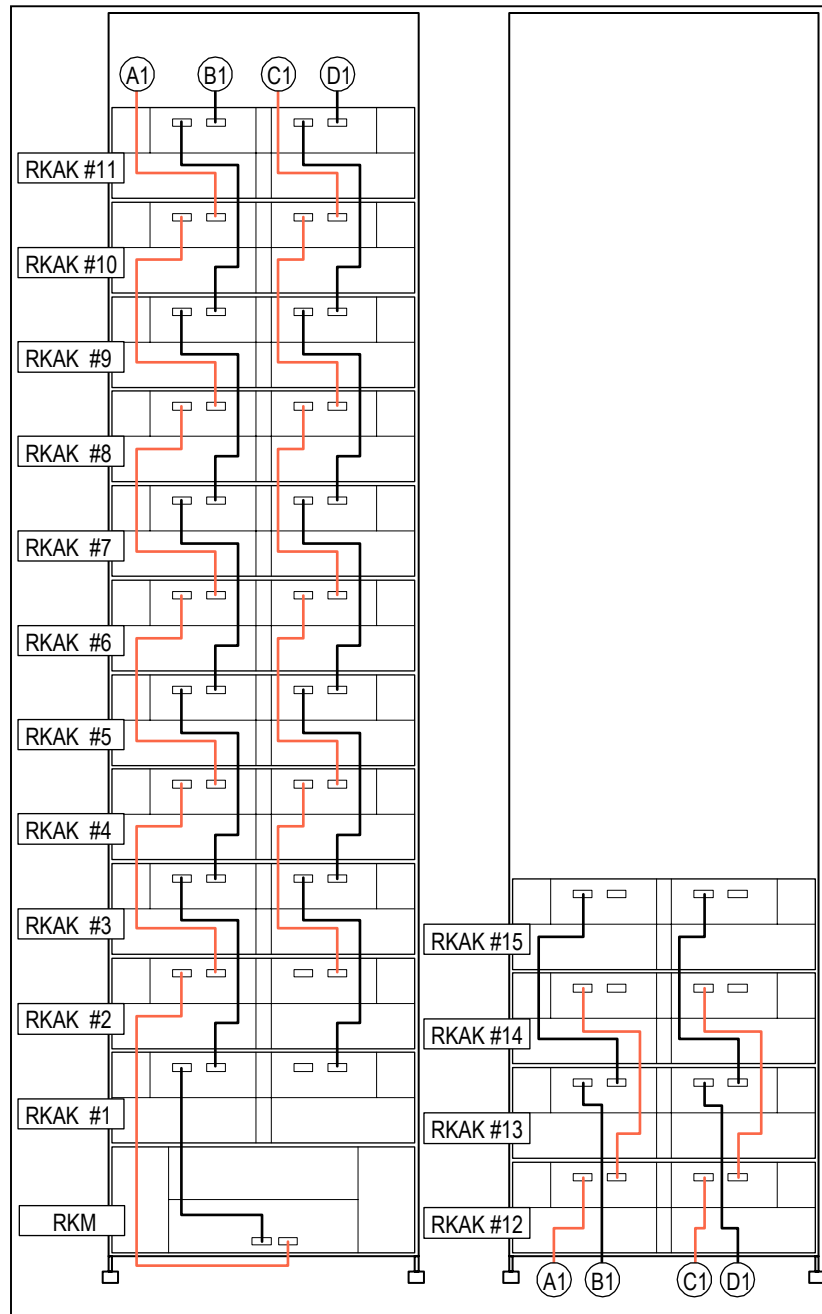 A1 B1 C1 D1
RKAK #11
RKAK #10
RKAK #9
RKAK #8
RKAK #7
RKAK #6
RKAK #5
RKAK #4
RKAK #3
RKAK #2
RKAK #1
RKM
RKAK #15
RKAK #14
RKAK #13
RKAK #12
A1 B1 C1 D1